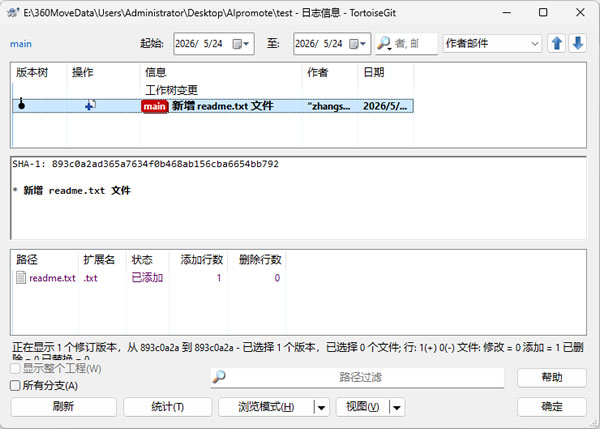 E:\360MoveData\Users\Administrator\Desktop\AIpromote\test - 日志信息 - TortoiseGit
main 起始: 2026/ 5/24 至: 2026/ 5/24 者, 邮 作者邮件
版本树 操作 信息 作者 日期
工作树变更
main 新增 readme.txt 文件 "zhangs... 2026/5/...
SHA-1: 893c0a2ad365a7634f0b468ab156cba6654bb792
* 新增 readme.txt 文件
路径 扩展名 状态 添加行数 删除行数
readme.txt .txt 已添加 1 0
正在显示 1 个修订版本，从 893c0a2a 到 893c0a2a - 已选择 1 个版本，已选择 0 个文件; 行: 1(+) 0(-) 文件: 修改 = 0 添加 = 1 已删
除 = 0 已替换 = 0
显示整个工程(W)
所有分支(A) 路径过滤 帮助
刷新 统计(T) 浏览模式(H) 视图(V) 确定